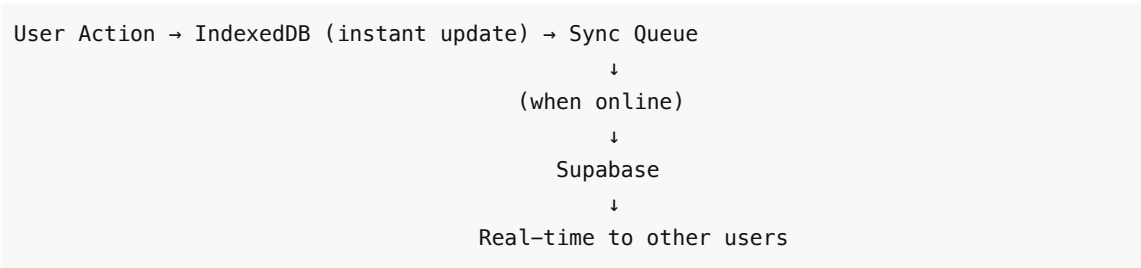 User Action → IndexedDB (instant update) → Sync Queue
↓
(when online)
↓
Supabase
↓
Real-time to other users